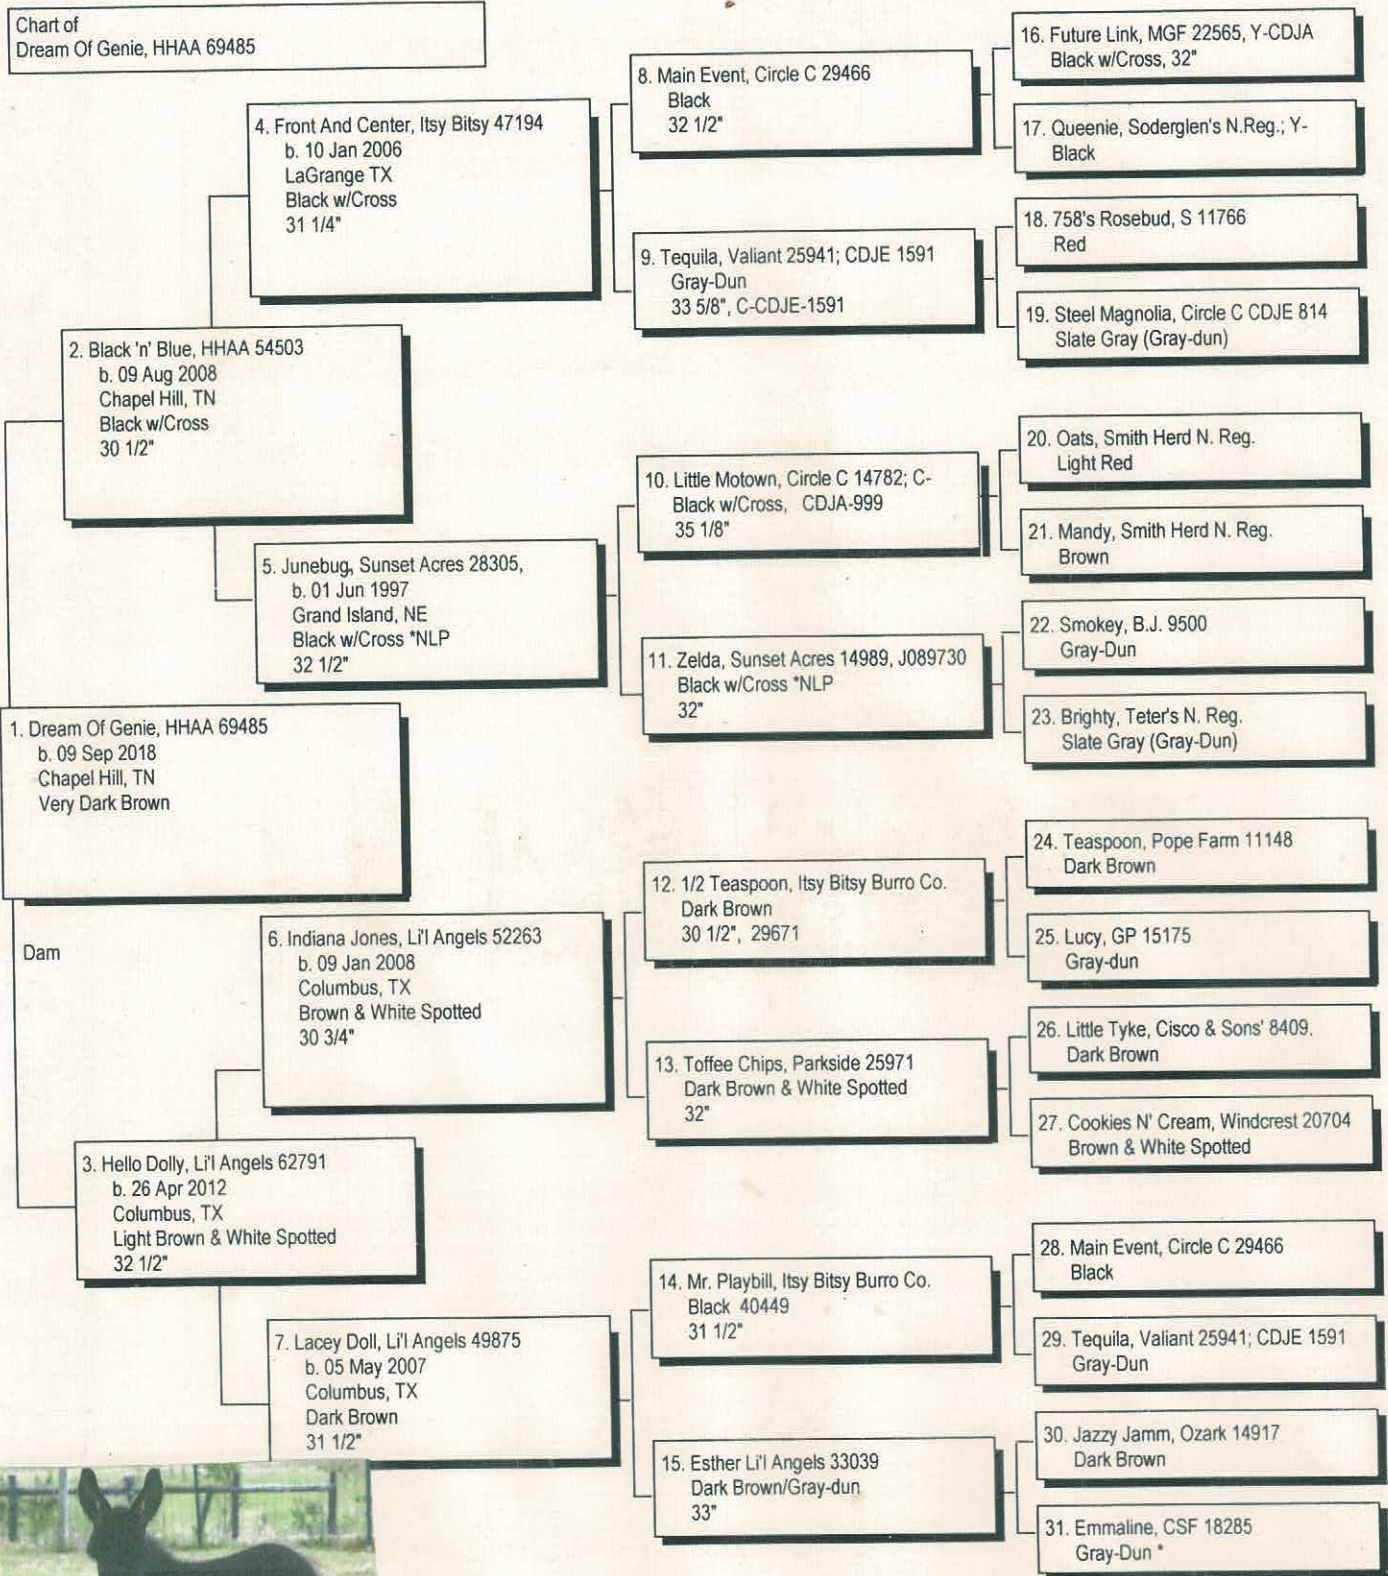 Chart of
Dream Of Genie, HHAA 69485
1. Dream Of Genie, HHAA 69485
b. 09 Sep 2018
Chapel Hill, TN
Very Dark Brown
Dam
2. Black 'n' Blue, HHAA 54503
b. 09 Aug 2008
Chapel Hill, TN
Black w/Cross
30 1/2"
3. Hello Dolly, Li'l Angels 62791
b. 26 Apr 2012
Columbus, TX
Light Brown & White Spotted
32 1/2"
4. Front And Center, Itsy Bitsy 47194
b. 10 Jan 2006
LaGrange TX
Black w/Cross
31 1/4"
5. Junebug, Sunset Acres 28305,
b. 01 Jun 1997
Grand Island, NE
Black w/Cross *NLP
32 1/2"
6. Indiana Jones, Li'l Angels 52263
b. 09 Jan 2008
Columbus, TX
Brown & White Spotted
30 3/4"
7. Lacey Doll, Li'l Angels 49875
b. 05 May 2007
Columbus, TX
Dark Brown
31 1/2"
8. Main Event, Circle C 29466
Black
32 1/2"
9. Tequila, Valiant 25941; CDJE 1591
Gray-Dun
33 5/8", C-CDJE-1591
10. Little Motown, Circle C 14782; C-
Black w/Cross, CDJA-999
35 1/8"
11. Zelda, Sunset Acres 14989, J089730
Black w/Cross *NLP
32"
12. 1/2 Teaspoon, Itsy Bitsy Burro Co.
Dark Brown
30 1/2", 29671
13. Toffee Chips, Parkside 25971
Dark Brown & White Spotted
32"
14. Mr. Playbill, Itsy Bitsy Burro Co.
Black 40449
31 1/2"
15. Esther Li'l Angels 33039
Dark Brown/Gray-dun
33"
16. Future Link, MGF 22565, Y-CDJA
Black w/Cross, 32"
17. Queenie, Soderglen's N.Reg.; Y-
Black
18. 758's Rosebud, S 11766
Red
19. Steel Magnolia, Circle C CDJE 814
Slate Gray (Gray-dun)
20. Oats, Smith Herd N. Reg.
Light Red
21. Mandy, Smith Herd N. Reg.
Brown
22. Smokey, B.J. 9500
Gray-Dun
23. Brighty, Teter's N. Reg.
Slate Gray (Gray-Dun)
24. Teaspoon, Pope Farm 11148
Dark Brown
25. Lucy, GP 15175
Gray-dun
26. Little Tyke, Cisco & Sons' 8409,
Dark Brown
27. Cookies N' Cream, Windcrest 20704
Brown & White Spotted
28. Main Event, Circle C 29466
Black
29. Tequila, Valiant 25941; CDJE 1591
Gray-Dun
30. Jazzy Jamm, Ozark 14917
Dark Brown
31. Emmaline, CSF 18285
Gray-Dun *